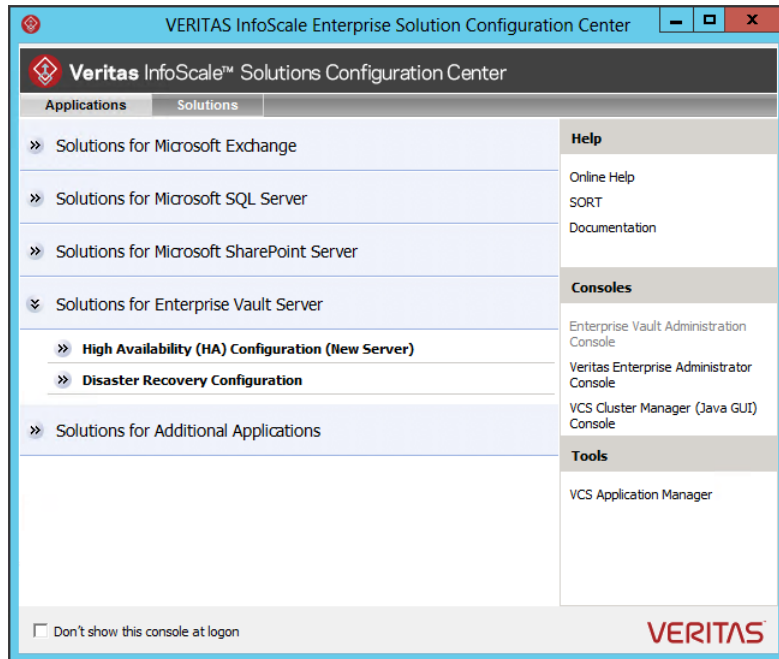 VERITAS InfoScale Enterprise Solution Configuration Center
Veritas InfoScale™ Solutions Configuration Center
Applications
Solutions
Solutions for Microsoft Exchange
Solutions for Microsoft SQL Server
Solutions for Microsoft SharePoint Server
Solutions for Enterprise Vault Server
High Availability (HA) Configuration (New Server)
Disaster Recovery Configuration
Solutions for Additional Applications
Help
Online Help
SORT
Documentation
Consoles
Enterprise Vault Administration
Console
Veritas Enterprise Administrator
Console
VCS Cluster Manager (Java GUI)
Console
Tools
VCS Application Manager
Don't show this console at logon
VERITAS